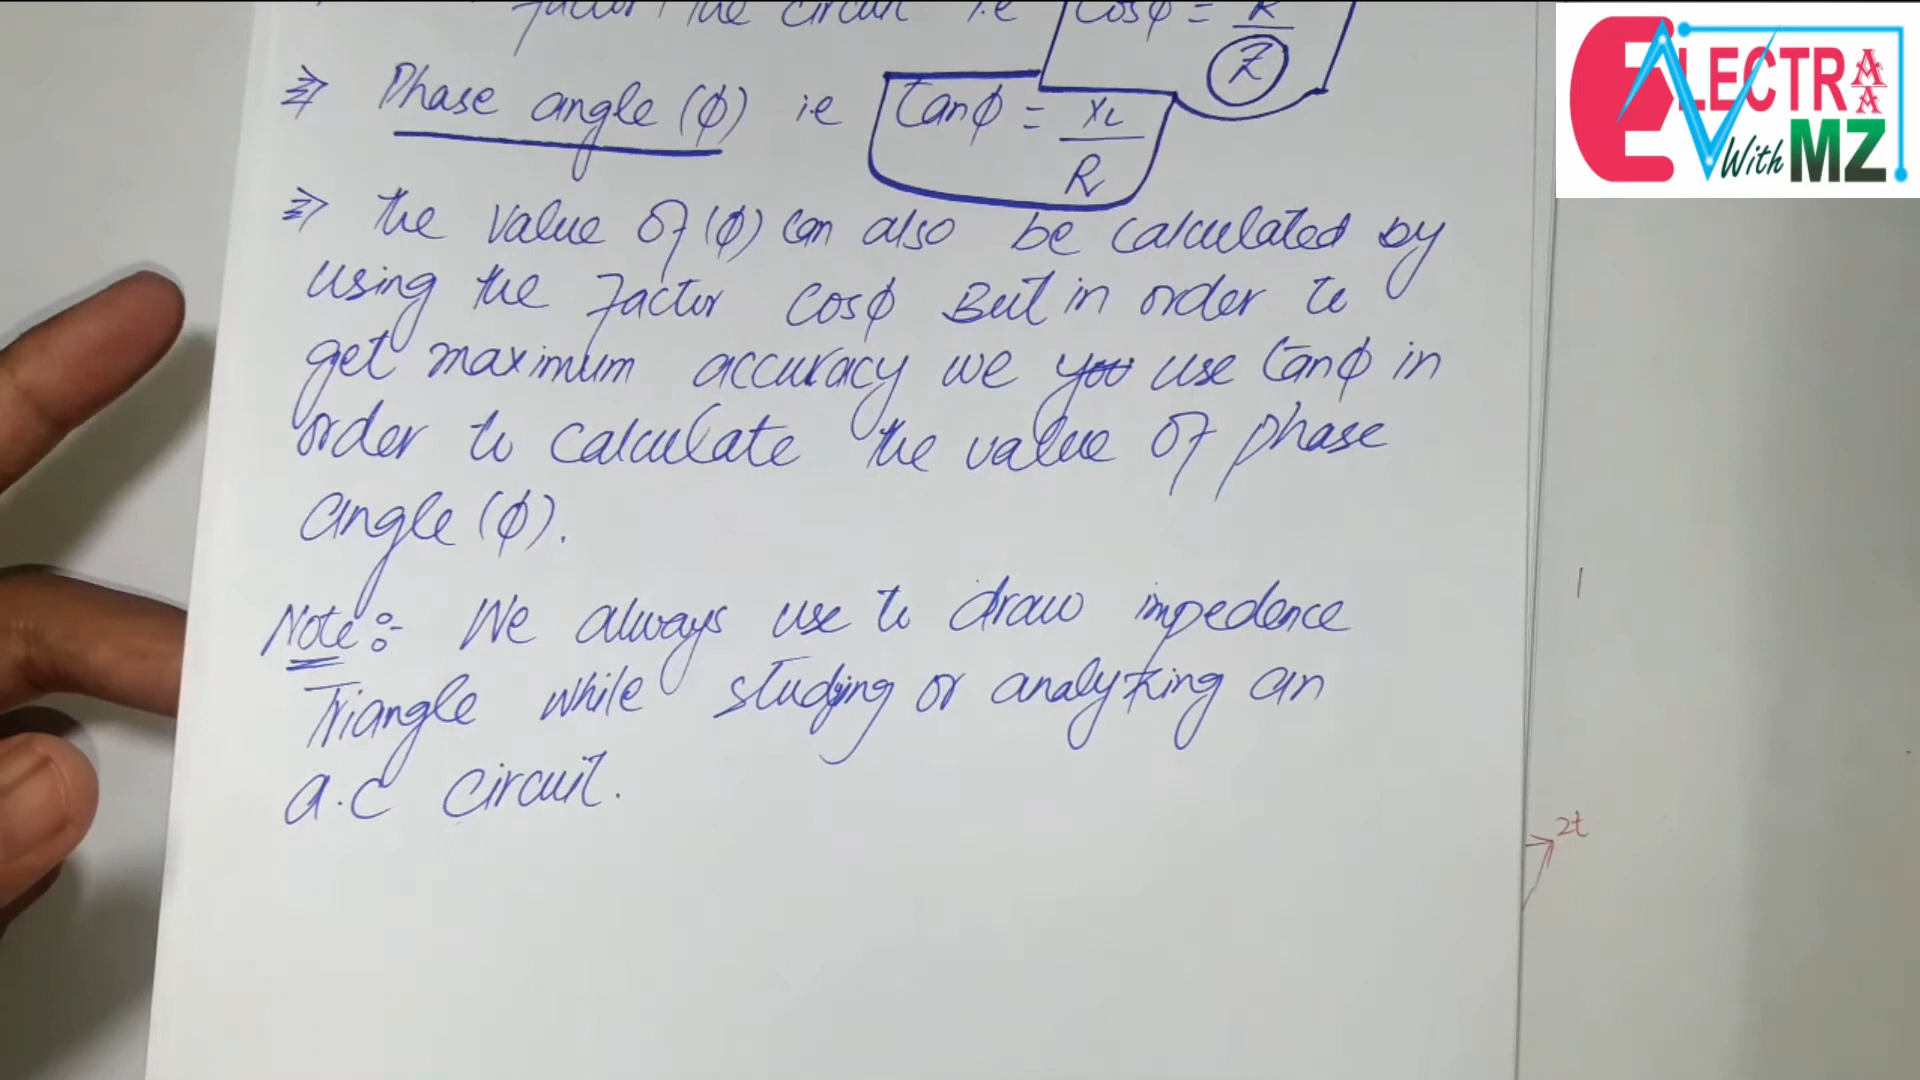 factor, the circuit i.e Cosφ = R/Z
⇒ Phase angle (φ) i.e tanφ = XL/R
⇒ the value of (φ) can also be calculated by
using the factor cosφ But in order to
get maximum accuracy we you use tanφ in
order to calculate the value of phase
angle (φ).
Note:- We always use to draw impedence
Triangle while studying or analyzing an
a.c circuit.
2t
ELECTRA
AA
With MZ